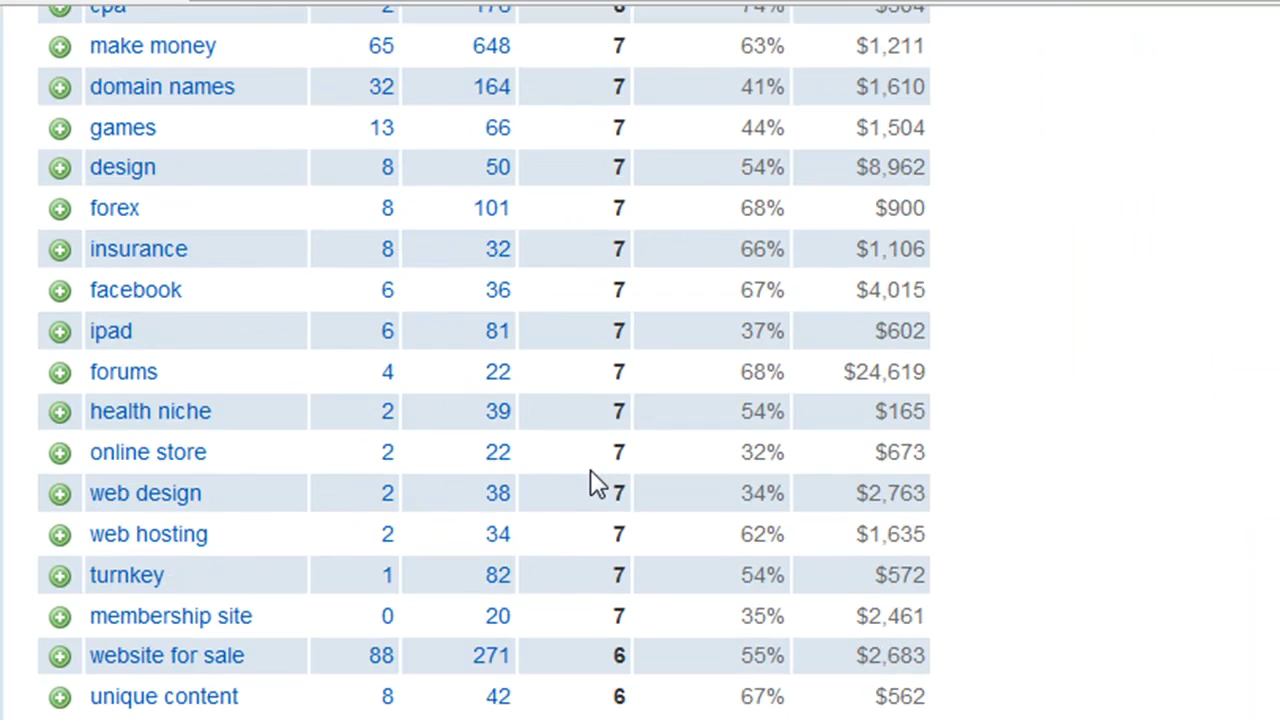 cpa 2 176 8 74% $504
make money 65 648 7 63% $1,211
domain names 32 164 7 41% $1,610
games 13 66 7 44% $1,504
design 8 50 7 54% $8,962
forex 8 101 7 68% $900
insurance 8 32 7 66% $1,106
facebook 6 36 7 67% $4,015
ipad 6 81 7 37% $602
forums 4 22 7 68% $24,619
health niche 2 39 7 54% $165
online store 2 22 7 32% $673
web design 2 38 7 34% $2,763
web hosting 2 34 7 62% $1,635
turnkey 1 82 7 54% $572
membership site 0 20 7 35% $2,461
website for sale 88 271 6 55% $2,683
unique content 8 42 6 67% $562